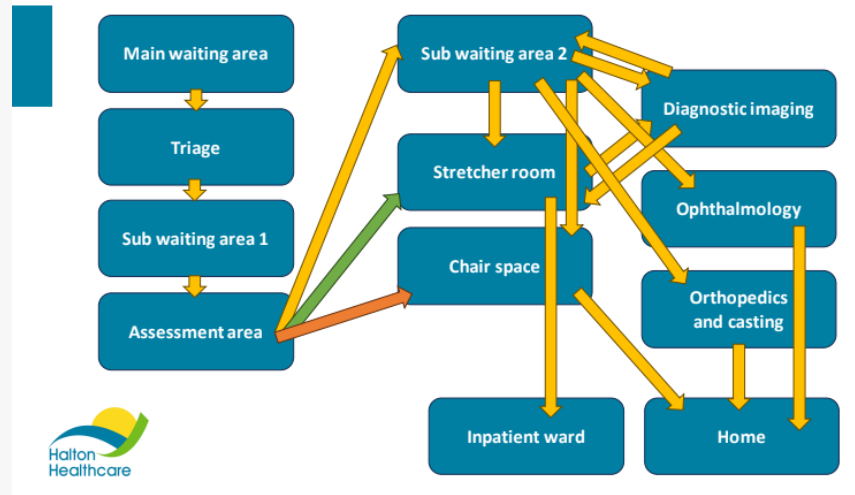 Main waiting area
Triage
Sub waiting area 1
Assessment area
Sub waiting area 2
Stretcher room
Chair space
Inpatient ward
Diagnostic imaging
Ophthalmology
Orthopedics
and casting
Home
Halton
Healthcare